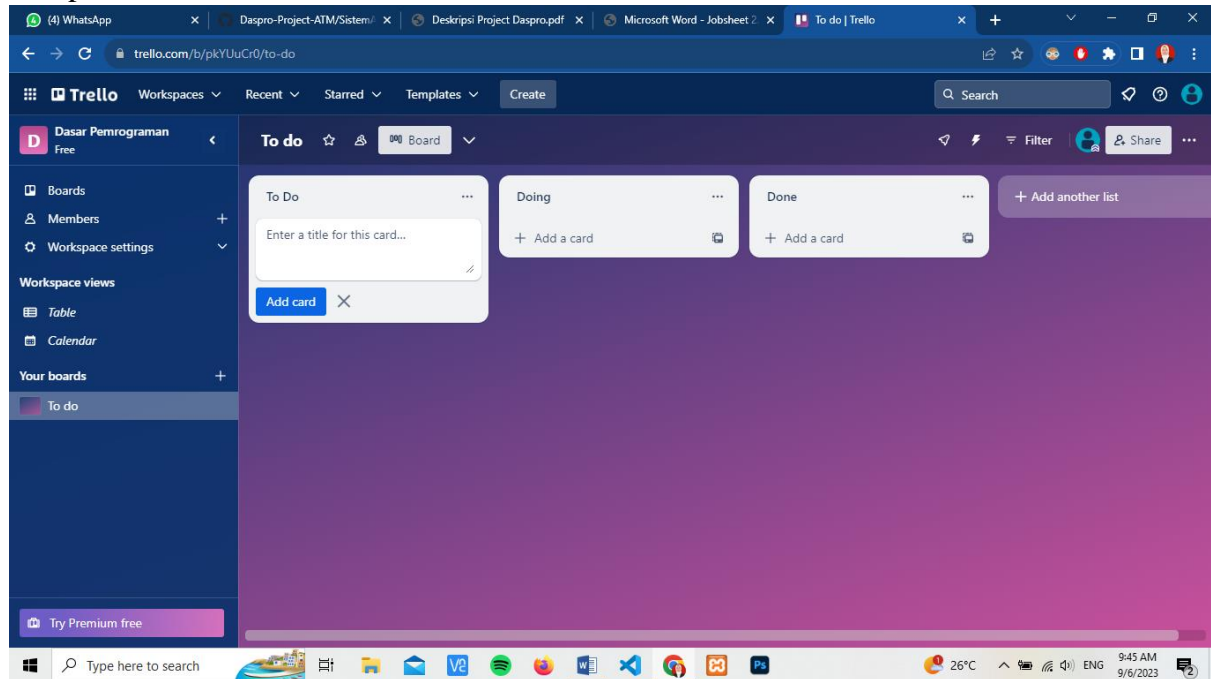 (4) WhatsApp
Daspro-Project-ATM/Sistem
Deskripsi Project Daspro.pdf
Microsoft Word - Jobsheet 2.
To do | Trello
trello.com/b/pkYUuCr0/to-do
Trello
Workspaces
Recent
Starred
Templates
Create
Search
D
Dasar Pemrograman
Free
To do
Board
Filter
Share
Boards
Members
Workspace settings
Workspace views
Table
Calendar
Your boards
To do
To Do
Enter a title for this card...
Add card
Doing
+ Add a card
Done
+ Add a card
+ Add another list
Try Premium free
Type here to search
26°C
ENG
9:45 AM
9/6/2023
2